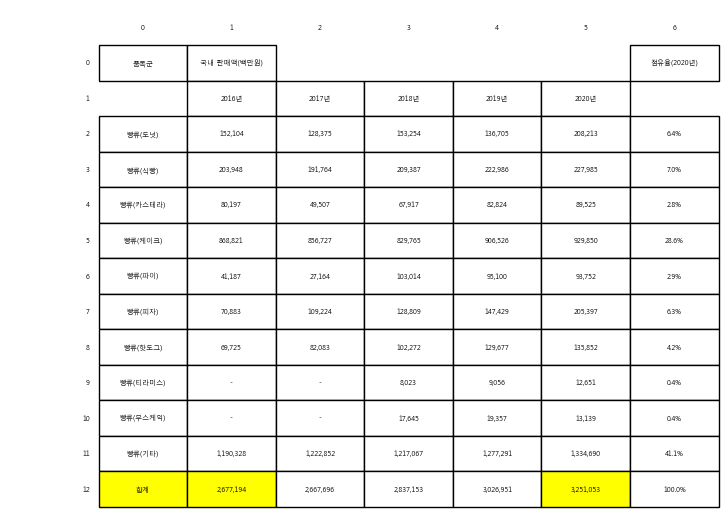 0 1 2 3 4 5 6
0 품목군 국내 판매액(백만원) 점유율(2020년)
1 2016년 2017년 2018년 2019년 2020년
2 빵류(도넛) 152,104 128,375 153,254 136,705 208,213 6.4%
3 빵류(식빵) 203,948 191,764 209,387 222,986 227,985 7.0%
4 빵류(카스테라) 80,197 49,507 67,917 82,824 89,525 2.8%
5 빵류(케이크) 868,821 856,727 829,765 906,526 929,850 28.6%
6 빵류(파이) 41,187 27,164 103,014 95,100 93,752 2.9%
7 빵류(피자) 70,883 109,224 128,809 147,429 205,397 6.3%
8 빵류(핫도그) 69,725 82,083 102,272 129,677 135,852 4.2%
9 빵류(티라미스) - - 8,023 9,056 12,651 0.4%
10 빵류(무스케익) - - 17,645 19,357 13,139 0.4%
11 빵류(기타) 1,190,328 1,222,852 1,217,067 1,277,291 1,334,690 41.1%
12 합계 2,677,194 2,667,696 2,837,153 3,026,951 3,251,053 100.0%